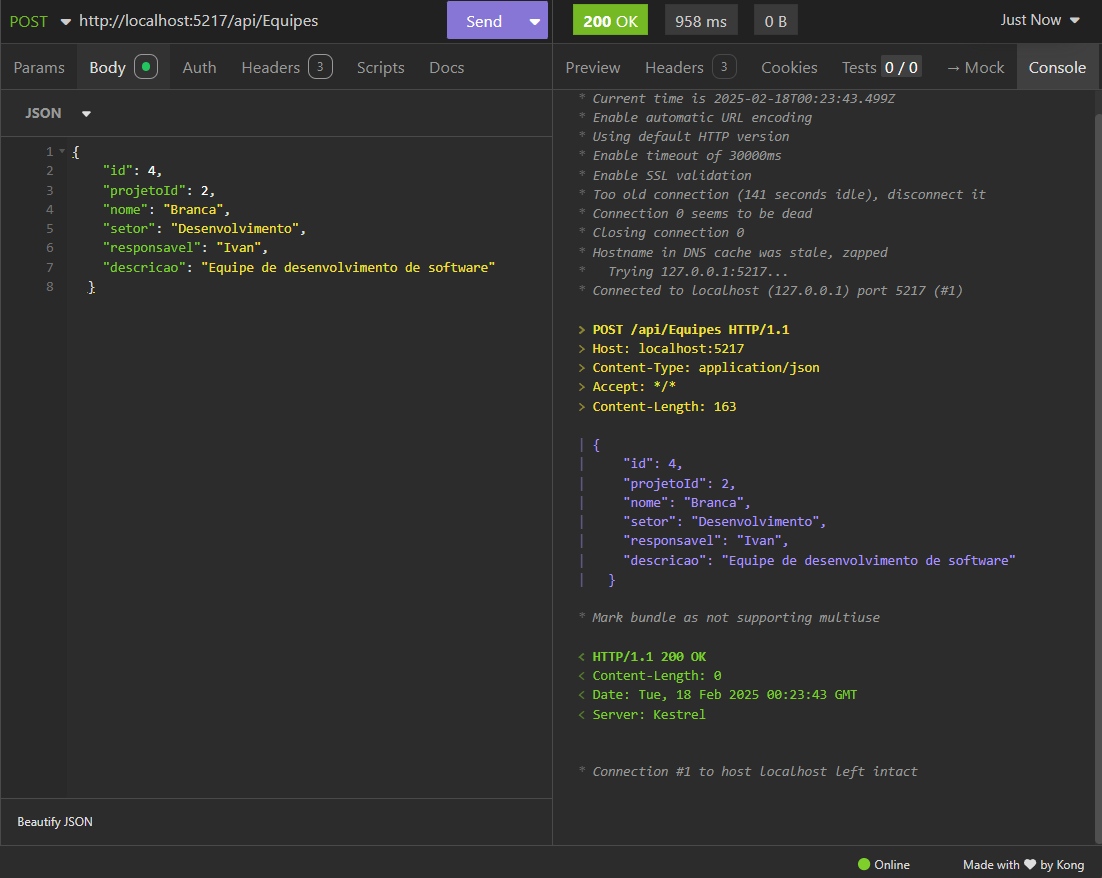 POST http://localhost:5217/api/Equipes Send
Params Body Auth Headers 3 Scripts Docs
JSON
1 {
2 "id": 4,
3 "projetoId": 2,
4 "nome": "Branca",
5 "setor": "Desenvolvimento",
6 "responsavel": "Ivan",
7 "descricao": "Equipe de desenvolvimento de software"
8 }
Beautify JSON
200 OK 958 ms 0 B Just Now
Preview Headers 3 Cookies Tests 0 / 0 → Mock Console
* Current time is 2025-02-18T00:23:43.499Z
* Enable automatic URL encoding
* Using default HTTP version
* Enable timeout of 30000ms
* Enable SSL validation
* Too old connection (141 seconds idle), disconnect it
* Connection 0 seems to be dead
* Closing connection 0
* Hostname in DNS cache was stale, zapped
*   Trying 127.0.0.1:5217...
* Connected to localhost (127.0.0.1) port 5217 (#1)
> POST /api/Equipes HTTP/1.1
> Host: localhost:5217
> Content-Type: application/json
> Accept: */*
> Content-Length: 163
| {
|     "id": 4,
|     "projetoId": 2,
|     "nome": "Branca",
|     "setor": "Desenvolvimento",
|     "responsavel": "Ivan",
|     "descricao": "Equipe de desenvolvimento de software"
|   }
* Mark bundle as not supporting multiuse
< HTTP/1.1 200 OK
< Content-Length: 0
< Date: Tue, 18 Feb 2025 00:23:43 GMT
< Server: Kestrel
* Connection #1 to host localhost left intact
Online Made with ♥ by Kong